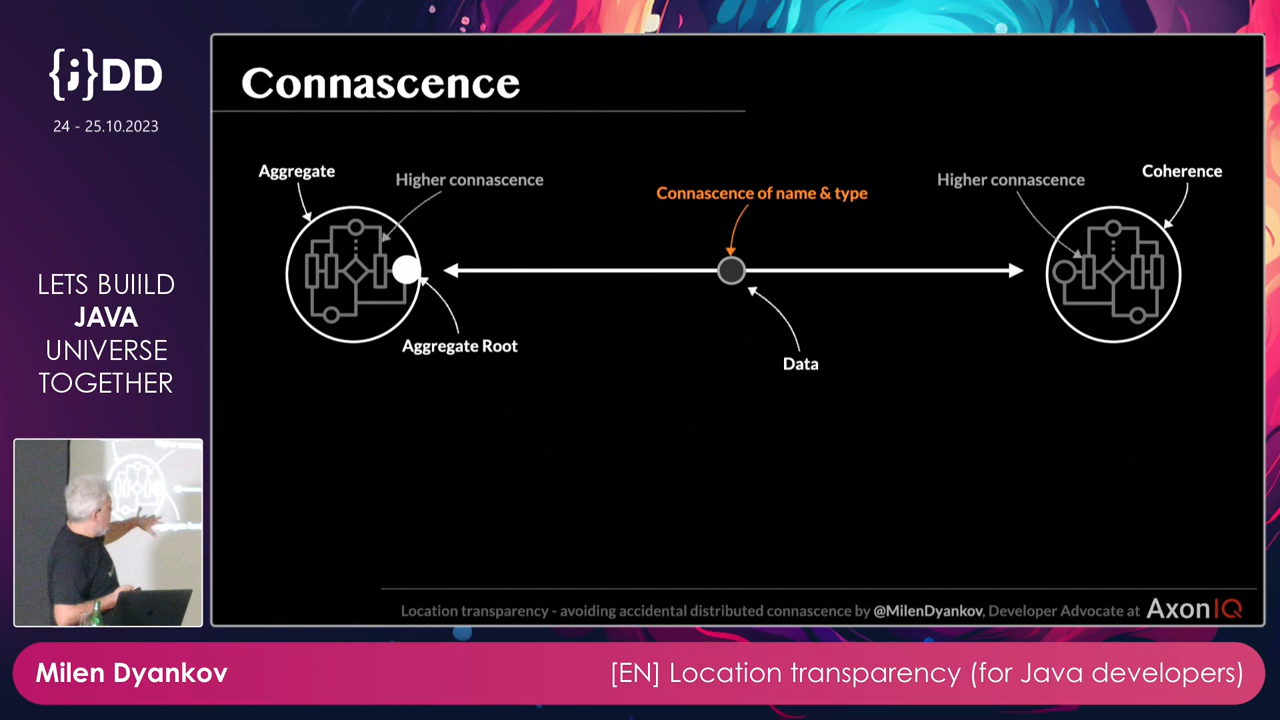 {j}DD
24 - 25.10.2023
LETS BUIILD
JAVA
UNIVERSE
TOGETHER
Connascence
Aggregate
Higher connascence
Connascence of name & type
Higher connascence
Coherence
Aggregate Root
Data
Location transparency - avoiding accidental distributed connascence by @MilenDyankov, Developer Advocate at AxonIQ
Milen Dyankov
[EN] Location transparency (for Java developers)